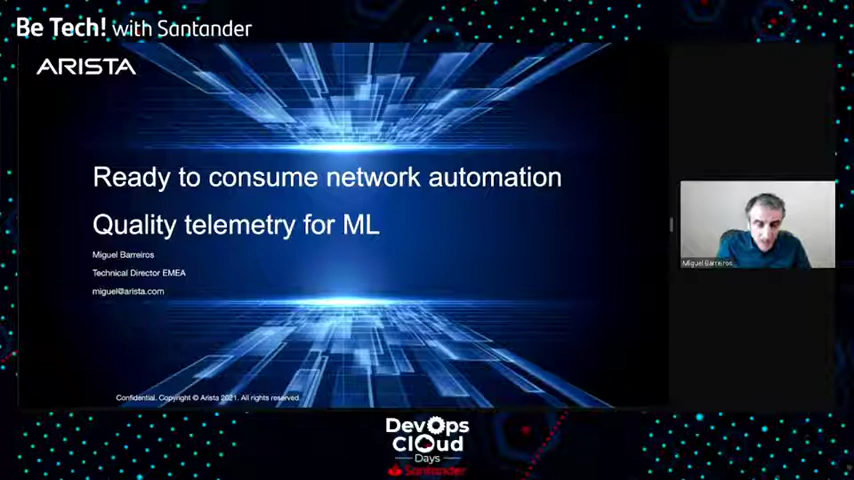 Be Tech! with Santander
ARISTA
Ready to consume network automation
Quality telemetry for ML
Miguel Barreiros
Technical Director EMEA
miguel@arista.com
Miguel Barreiros
Confidential. Copyright © Arista 2021. All rights reserved.
DevOps
Cloud
Days
Santander